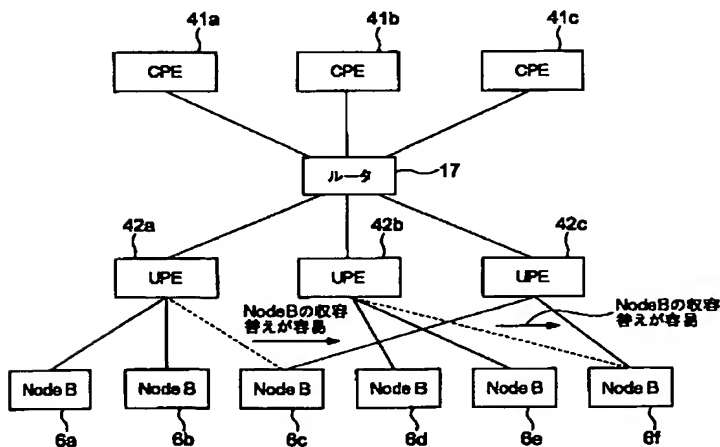 41a
41b
41c
CPE
CPE
CPE
ルータ
17
42a
42b
42c
UPE
UPE
UPE
NodeBの収容
替えが容易
NodeBの収容
替えが容易
Node B
Node B
Node B
Node B
Node B
Node B
6a
6b
6c
6d
6e
6f